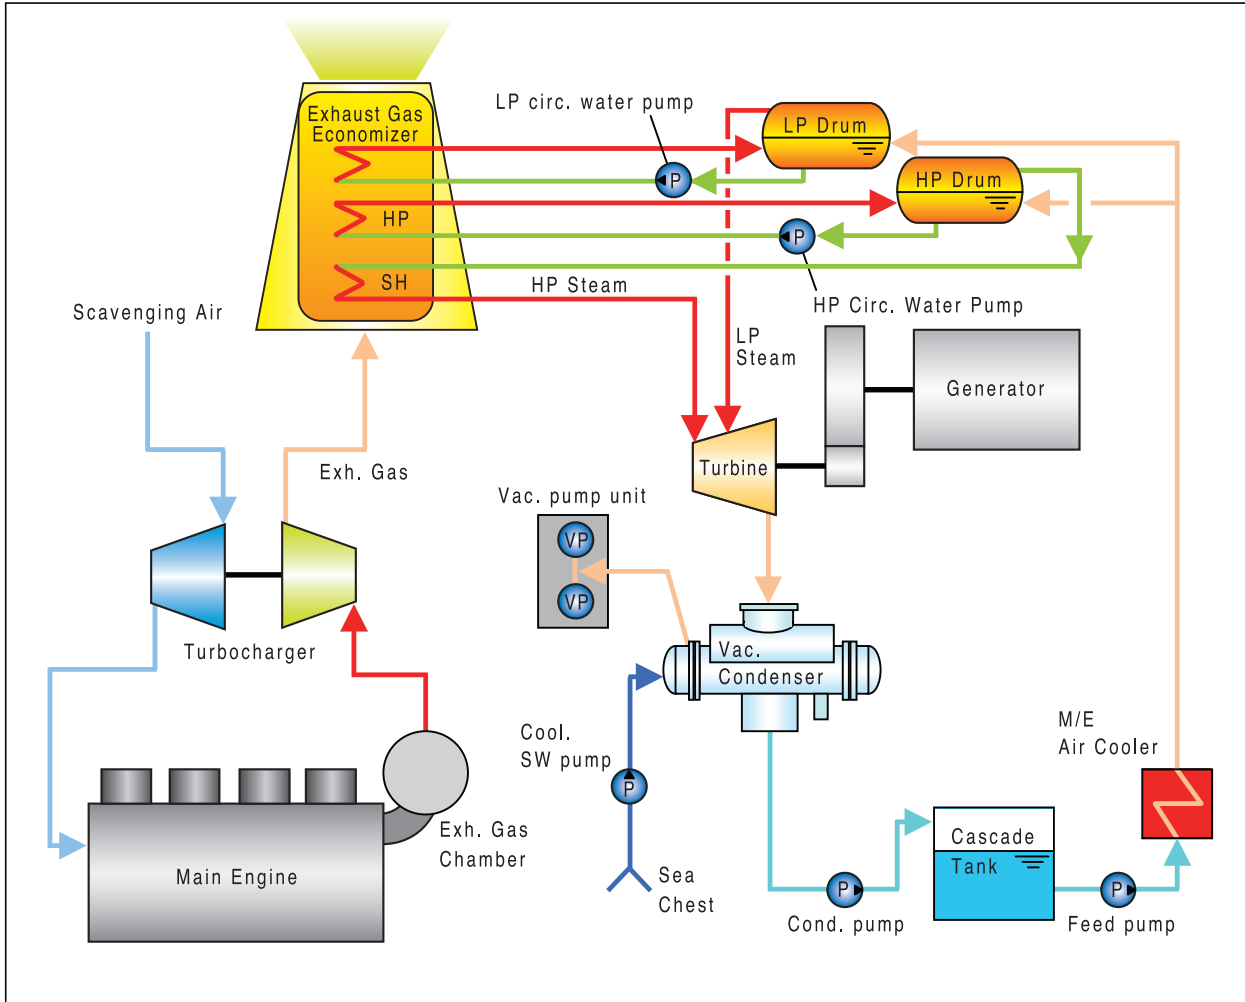 LP circ. water pump
Exhaust Gas
Economizer
LP Drum
P
HP Drum
HP
P
SH
HP Steam
Scavenging Air
HP Circ. Water Pump
LP
Steam
Generator
Exh. Gas
Turbine
Vac. pump unit
VP
VP
Turbocharger
Vac.
Condenser
Cool.
SW pump
M/E
Air Cooler
P
Exh. Gas
Chamber
Main Engine
Sea
Chest
Cascade
Tank
P
Cond. pump
P
Feed pump